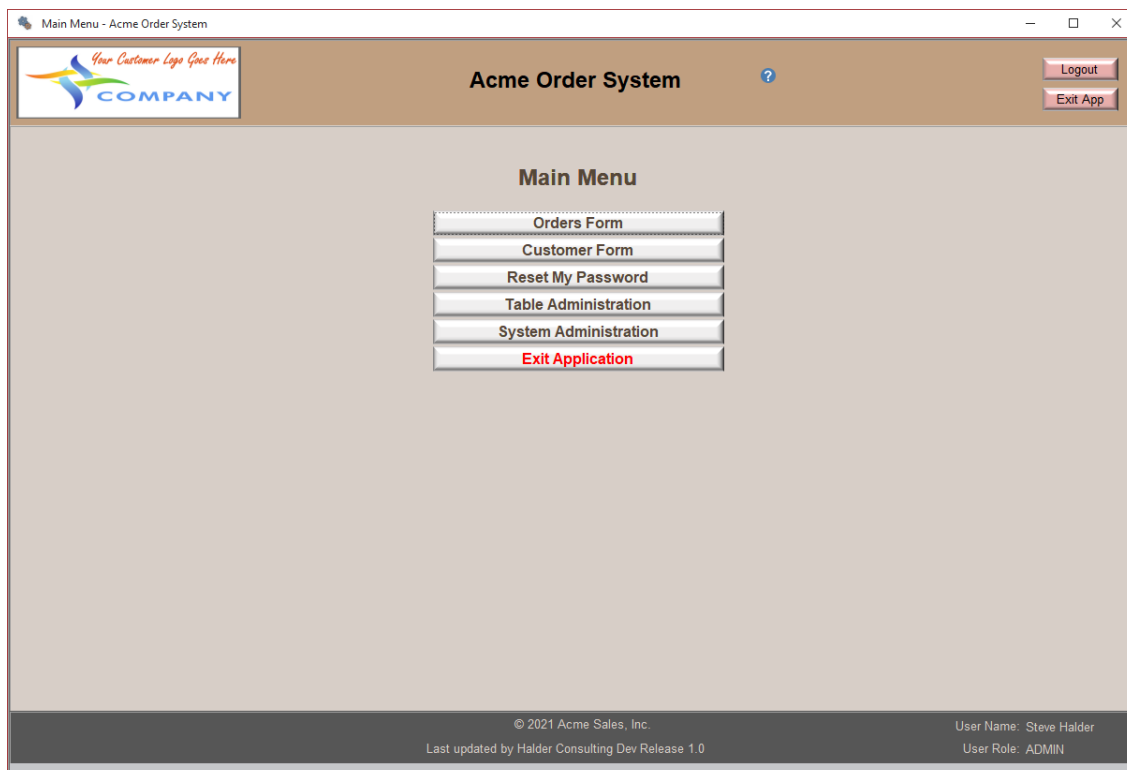 Main Menu - Acme Order System
Your Customer Logo Goes Here
COMPANY
Acme Order System
?
Logout
Exit App
Main Menu
Orders Form
Customer Form
Reset My Password
Table Administration
System Administration
Exit Application
© 2021 Acme Sales, Inc.
User Name: Steve Halder
Last updated by Halder Consulting Dev Release 1.0
User Role: ADMIN